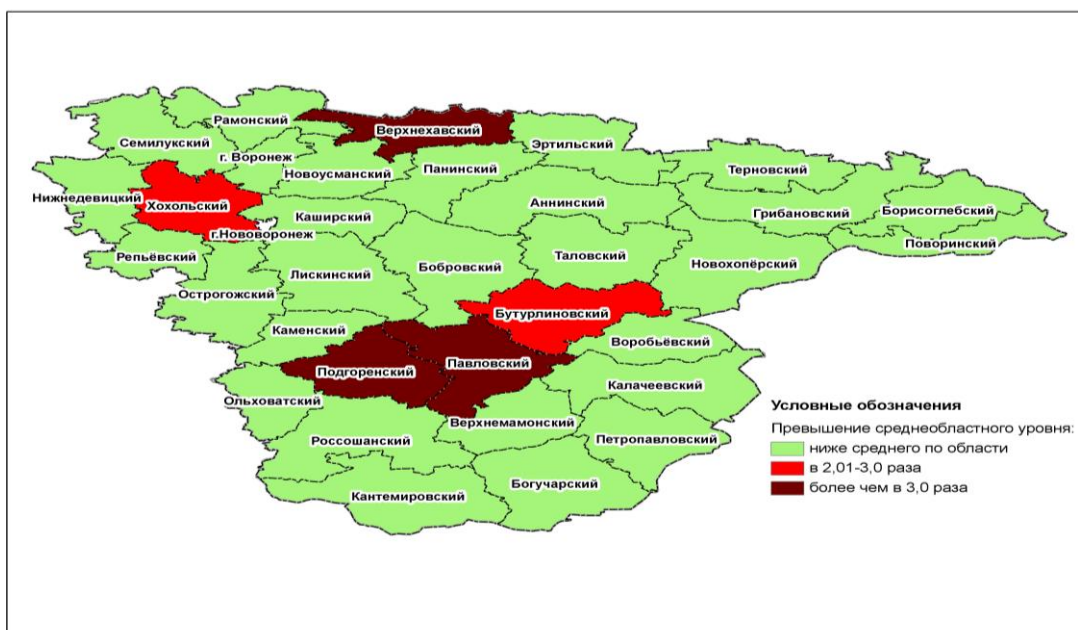 Рамонский
Верхнехавский
Семилукский
Эртильский
г. Воронеж
Новоусманский
Панинский
Терновский
Нижнедевицкий
Хохольский
Аннинский
Каширский
Грибановский
Борисоглебский
г.Нововоронеж
Поворинский
Репьёвский
Таловский
Бобровский
Новохопёрский
Лискинский
Острогожский
Бутурлиновский
Каменский
Воробьёвский
Павловский
Подгоренский
Калачеевский
Ольховатский
Верхнемамонский
Россошанский
Петропавловский
Богучарский
Кантемировский
Условные обозначения
Превышение среднеобластного уровня:
ниже среднего по области
в 2,01-3,0 раза
более чем в 3,0 раза